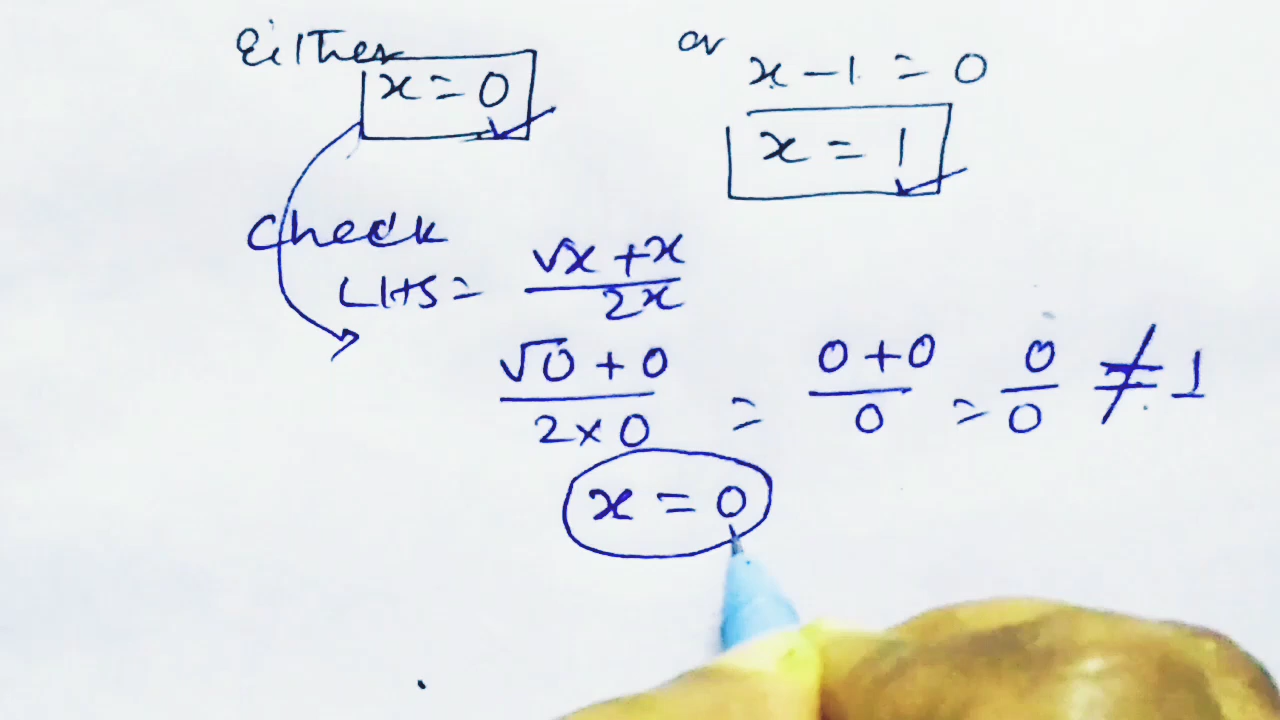 Either x = 0 or x - 1 = 0
x = 1
Check
LHS = (√x + x)/(2x)
(√0 + 0)/(2 × 0) = (0 + 0)/0 = 0/0 ≠ 1
x = 0